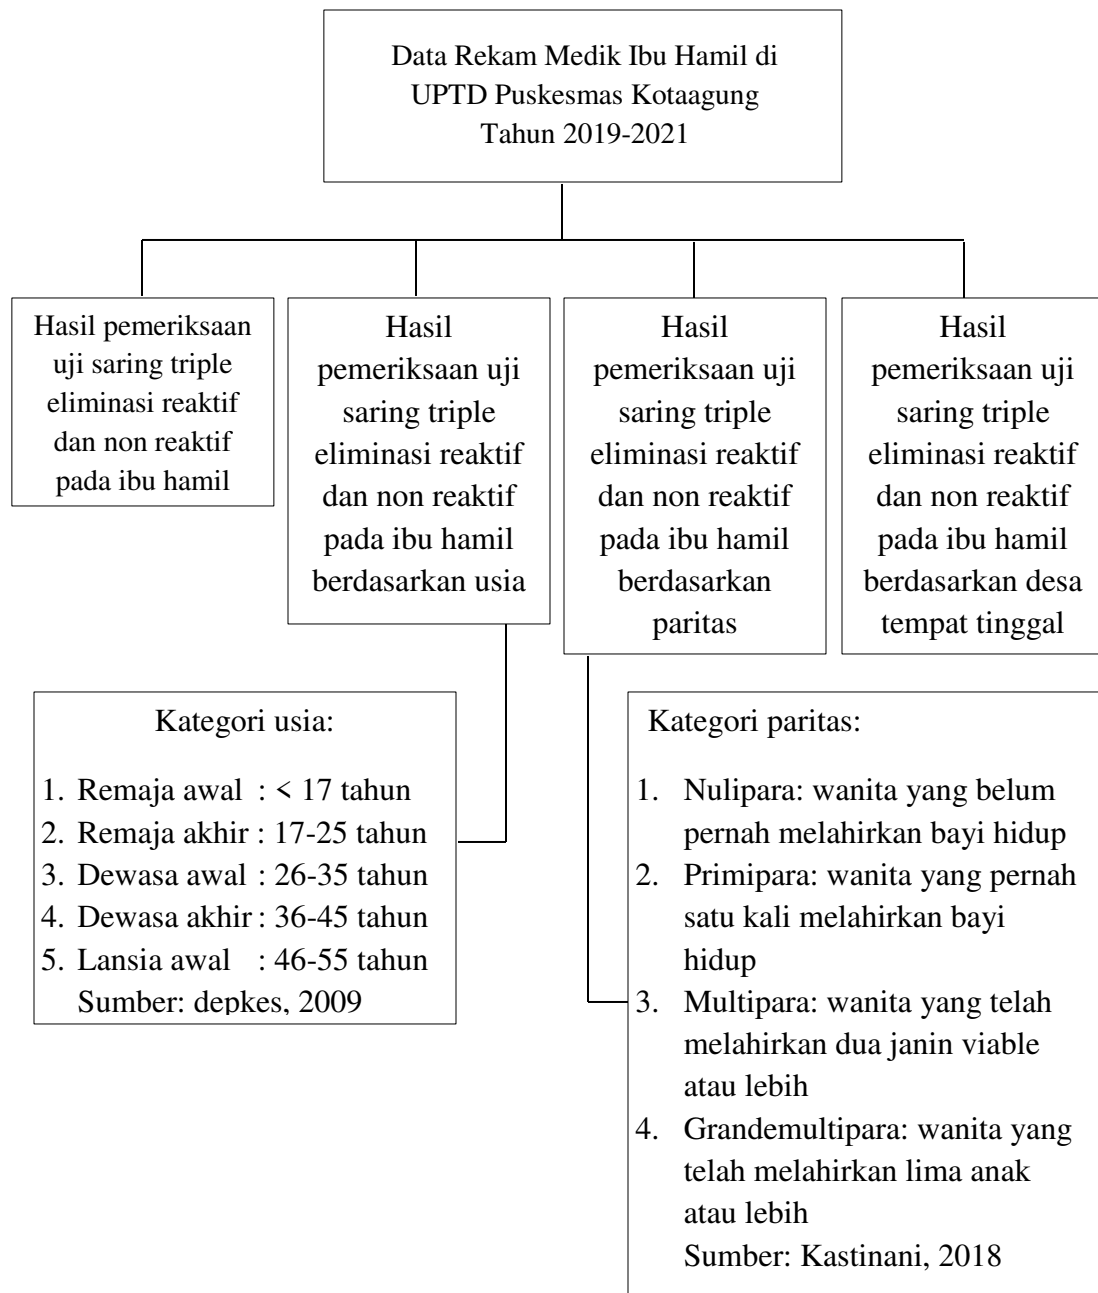 Data Rekam Medik Ibu Hamil di
UPTD Puskesmas Kotaagung
Tahun 2019-2021
Hasil pemeriksaan
uji saring triple
eliminasi reaktif
dan non reaktif
pada ibu hamil
Hasil
pemeriksaan uji
saring triple
eliminasi reaktif
dan non reaktif
pada ibu hamil
berdasarkan usia
Hasil
pemeriksaan uji
saring triple
eliminasi reaktif
dan non reaktif
pada ibu hamil
berdasarkan
paritas
Hasil
pemeriksaan uji
saring triple
eliminasi reaktif
dan non reaktif
pada ibu hamil
berdasarkan desa
tempat tinggal
Kategori usia:
1. Remaja awal : < 17 tahun
2. Remaja akhir : 17-25 tahun
3. Dewasa awal : 26-35 tahun
4. Dewasa akhir : 36-45 tahun
5. Lansia awal : 46-55 tahun
Sumber: depkes, 2009
Kategori paritas:
1. Nulipara: wanita yang belum
pernah melahirkan bayi hidup
2. Primipara: wanita yang pernah
satu kali melahirkan bayi
hidup
3. Multipara: wanita yang telah
melahirkan dua janin viable
atau lebih
4. Grandemultipara: wanita yang
telah melahirkan lima anak
atau lebih
Sumber: Kastinani, 2018